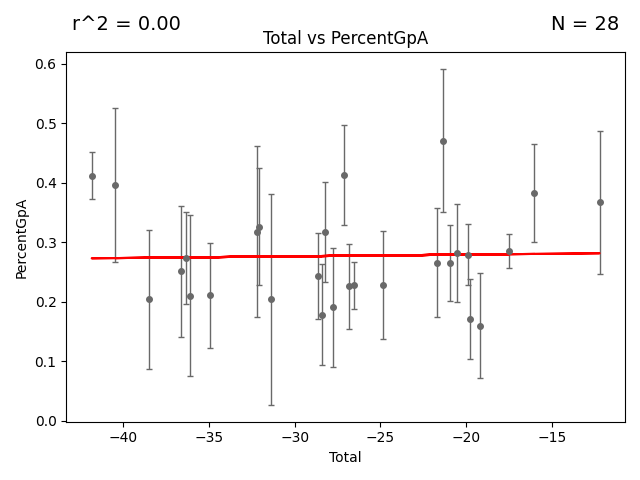 r^2 = 0.00
N = 28
Total vs PercentGpA
0.6
0.5
0.4
0.3
0.2
0.1
0.0
PercentGpA
−40
−35
−30
−25
−20
−15
Total